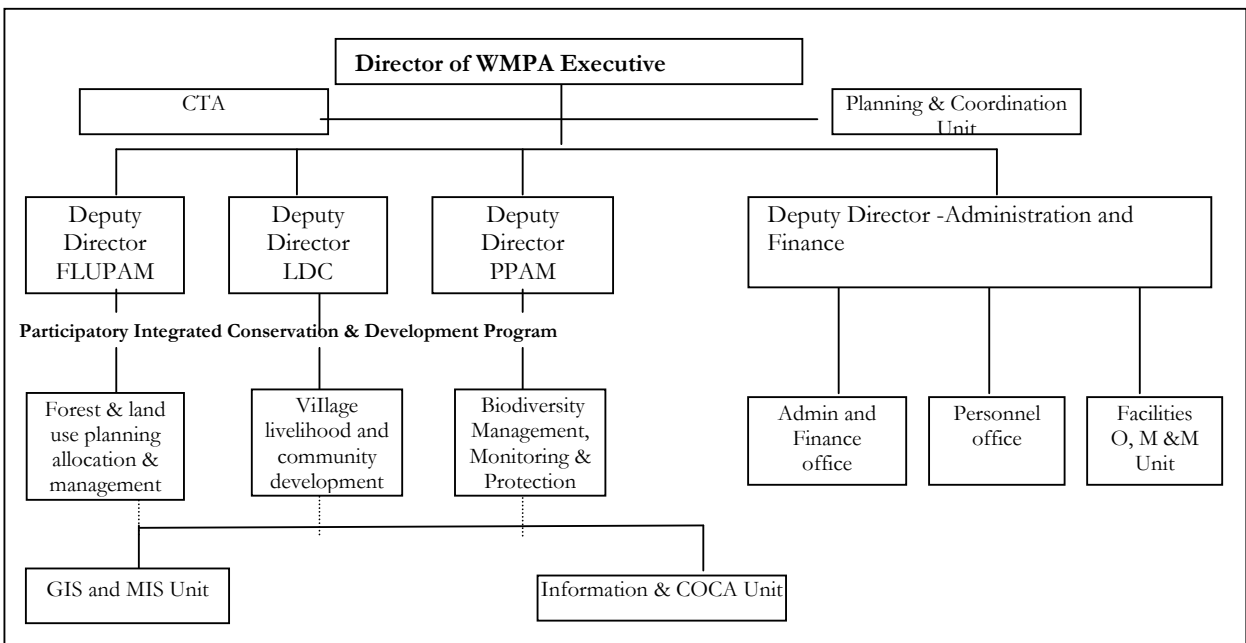 Director of WMPA Executive
CTA
Planning & Coordination
Unit
Deputy
Director
FLUPAM
Deputy
Director
LDC
Deputy
Director
PPAM
Deputy Director -Administration and
Finance
Participatory Integrated Conservation & Development Program
Forest & land
use planning
allocation &
management
ViIlage
livelihood and
community
development
Biodiversity
Management,
Monitoring &
Protection
Admin and
Finance
office
Personnel
office
Facilities
O, M &M
Unit
GIS and MIS Unit
Information & COCA Unit